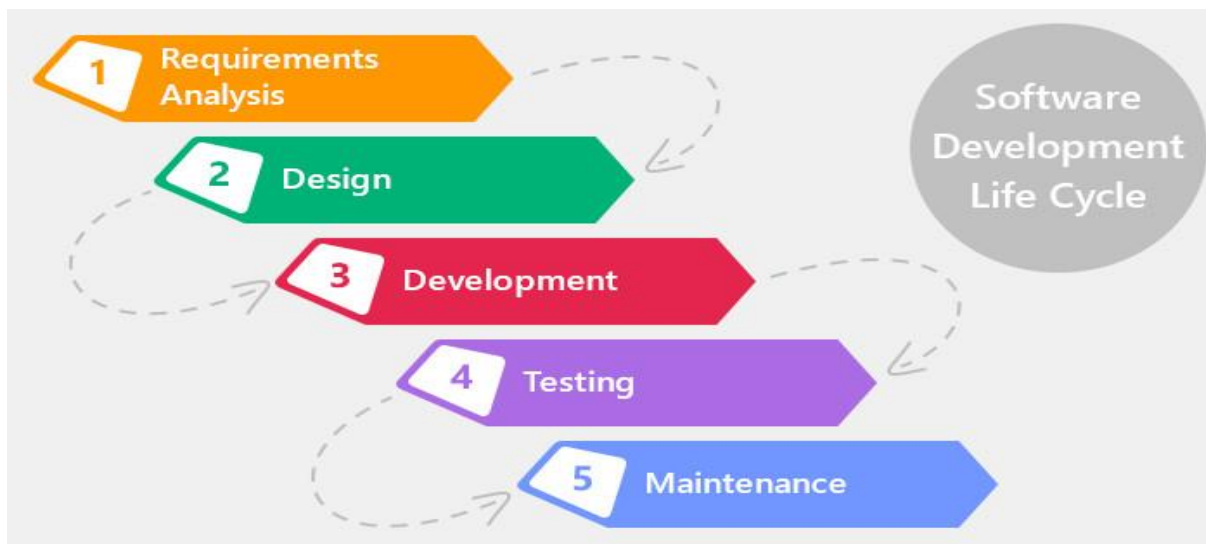 1
Requirements
Analysis
2
Design
3
Development
4
Testing
5
Maintenance
Software
Development
Life Cycle